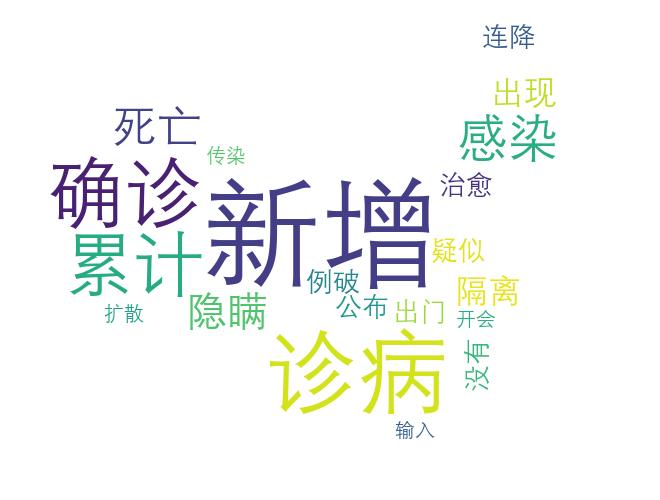 连降
出现
死亡
感染
传染
确诊
治愈
新增
累计
疑似
例破
隔离
隐瞒
公布
出门
扩散
开会
没有
诊病
输入